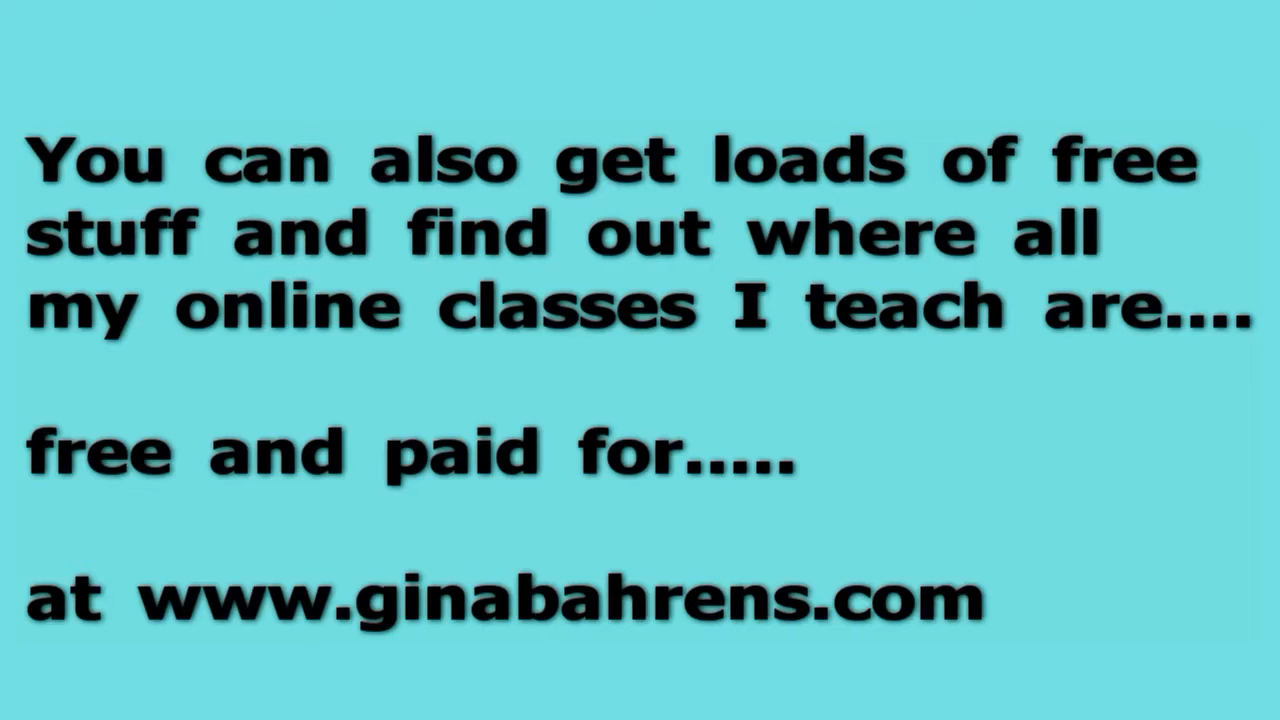 You can also get loads of free
stuff and find out where all
my online classes I teach are....
free and paid for.....
at www.ginabahrens.com